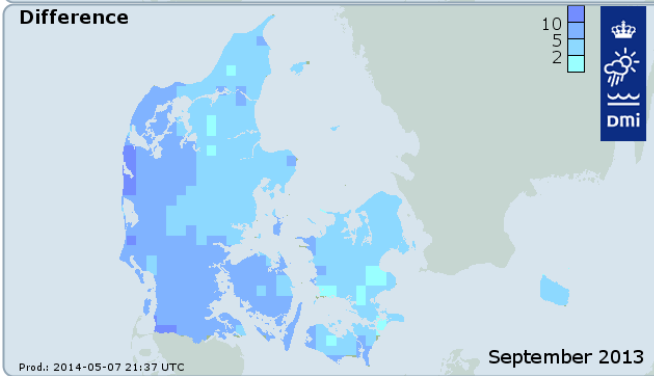 Difference
10
5
2
DMi
Prod.: 2014-05-07 21:37 UTC
September 2013